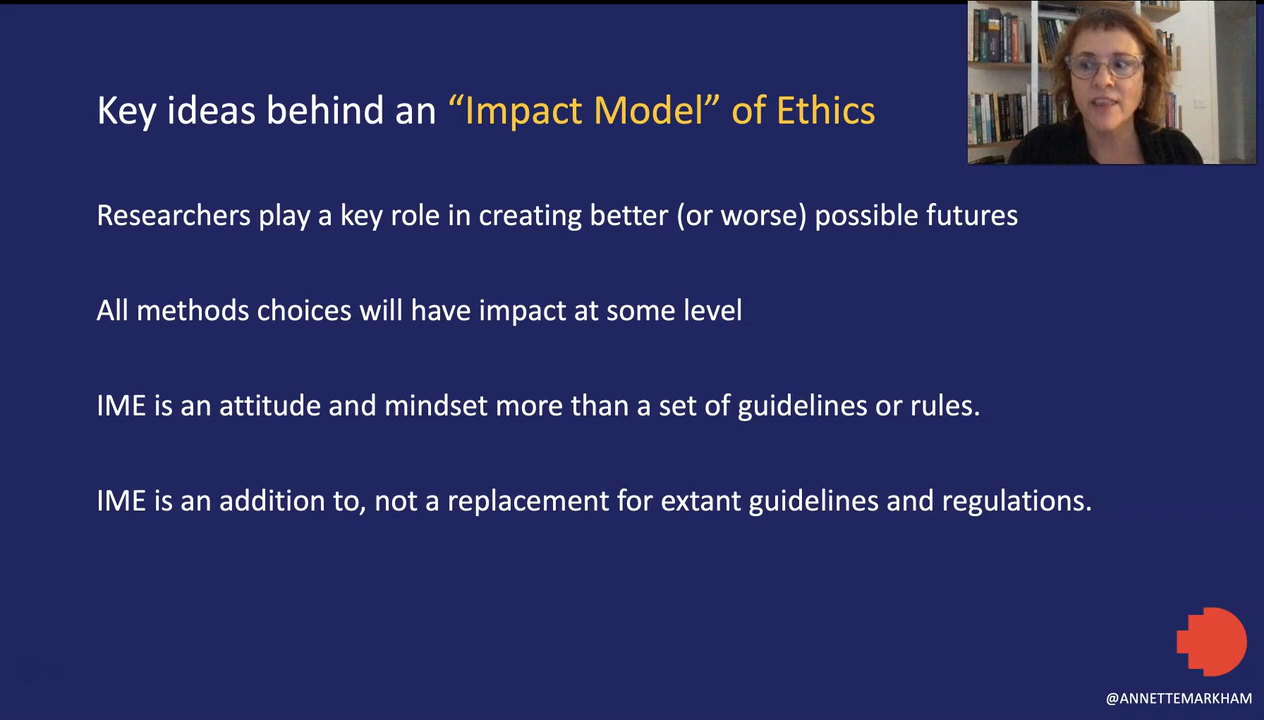 Key ideas behind an “Impact Model” of Ethics
Researchers play a key role in creating better (or worse) possible futures
All methods choices will have impact at some level
IME is an attitude and mindset more than a set of guidelines or rules.
IME is an addition to, not a replacement for extant guidelines and regulations.
@ANNETTEMARKHAM